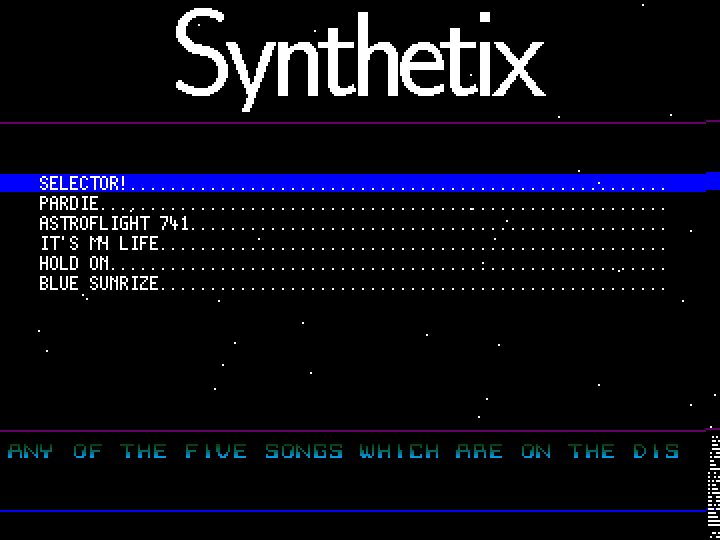 Synthetix
SELECTOR!......................................................
PARDIE.........................................................
ASTROFLIGHT 741................................................
IT'S MY LIFE...................................................
HOLD ON........................................................
BLUE SUNRIZE...................................................
ANY OF THE FIVE SONGS WHICH ARE ON THE DIS